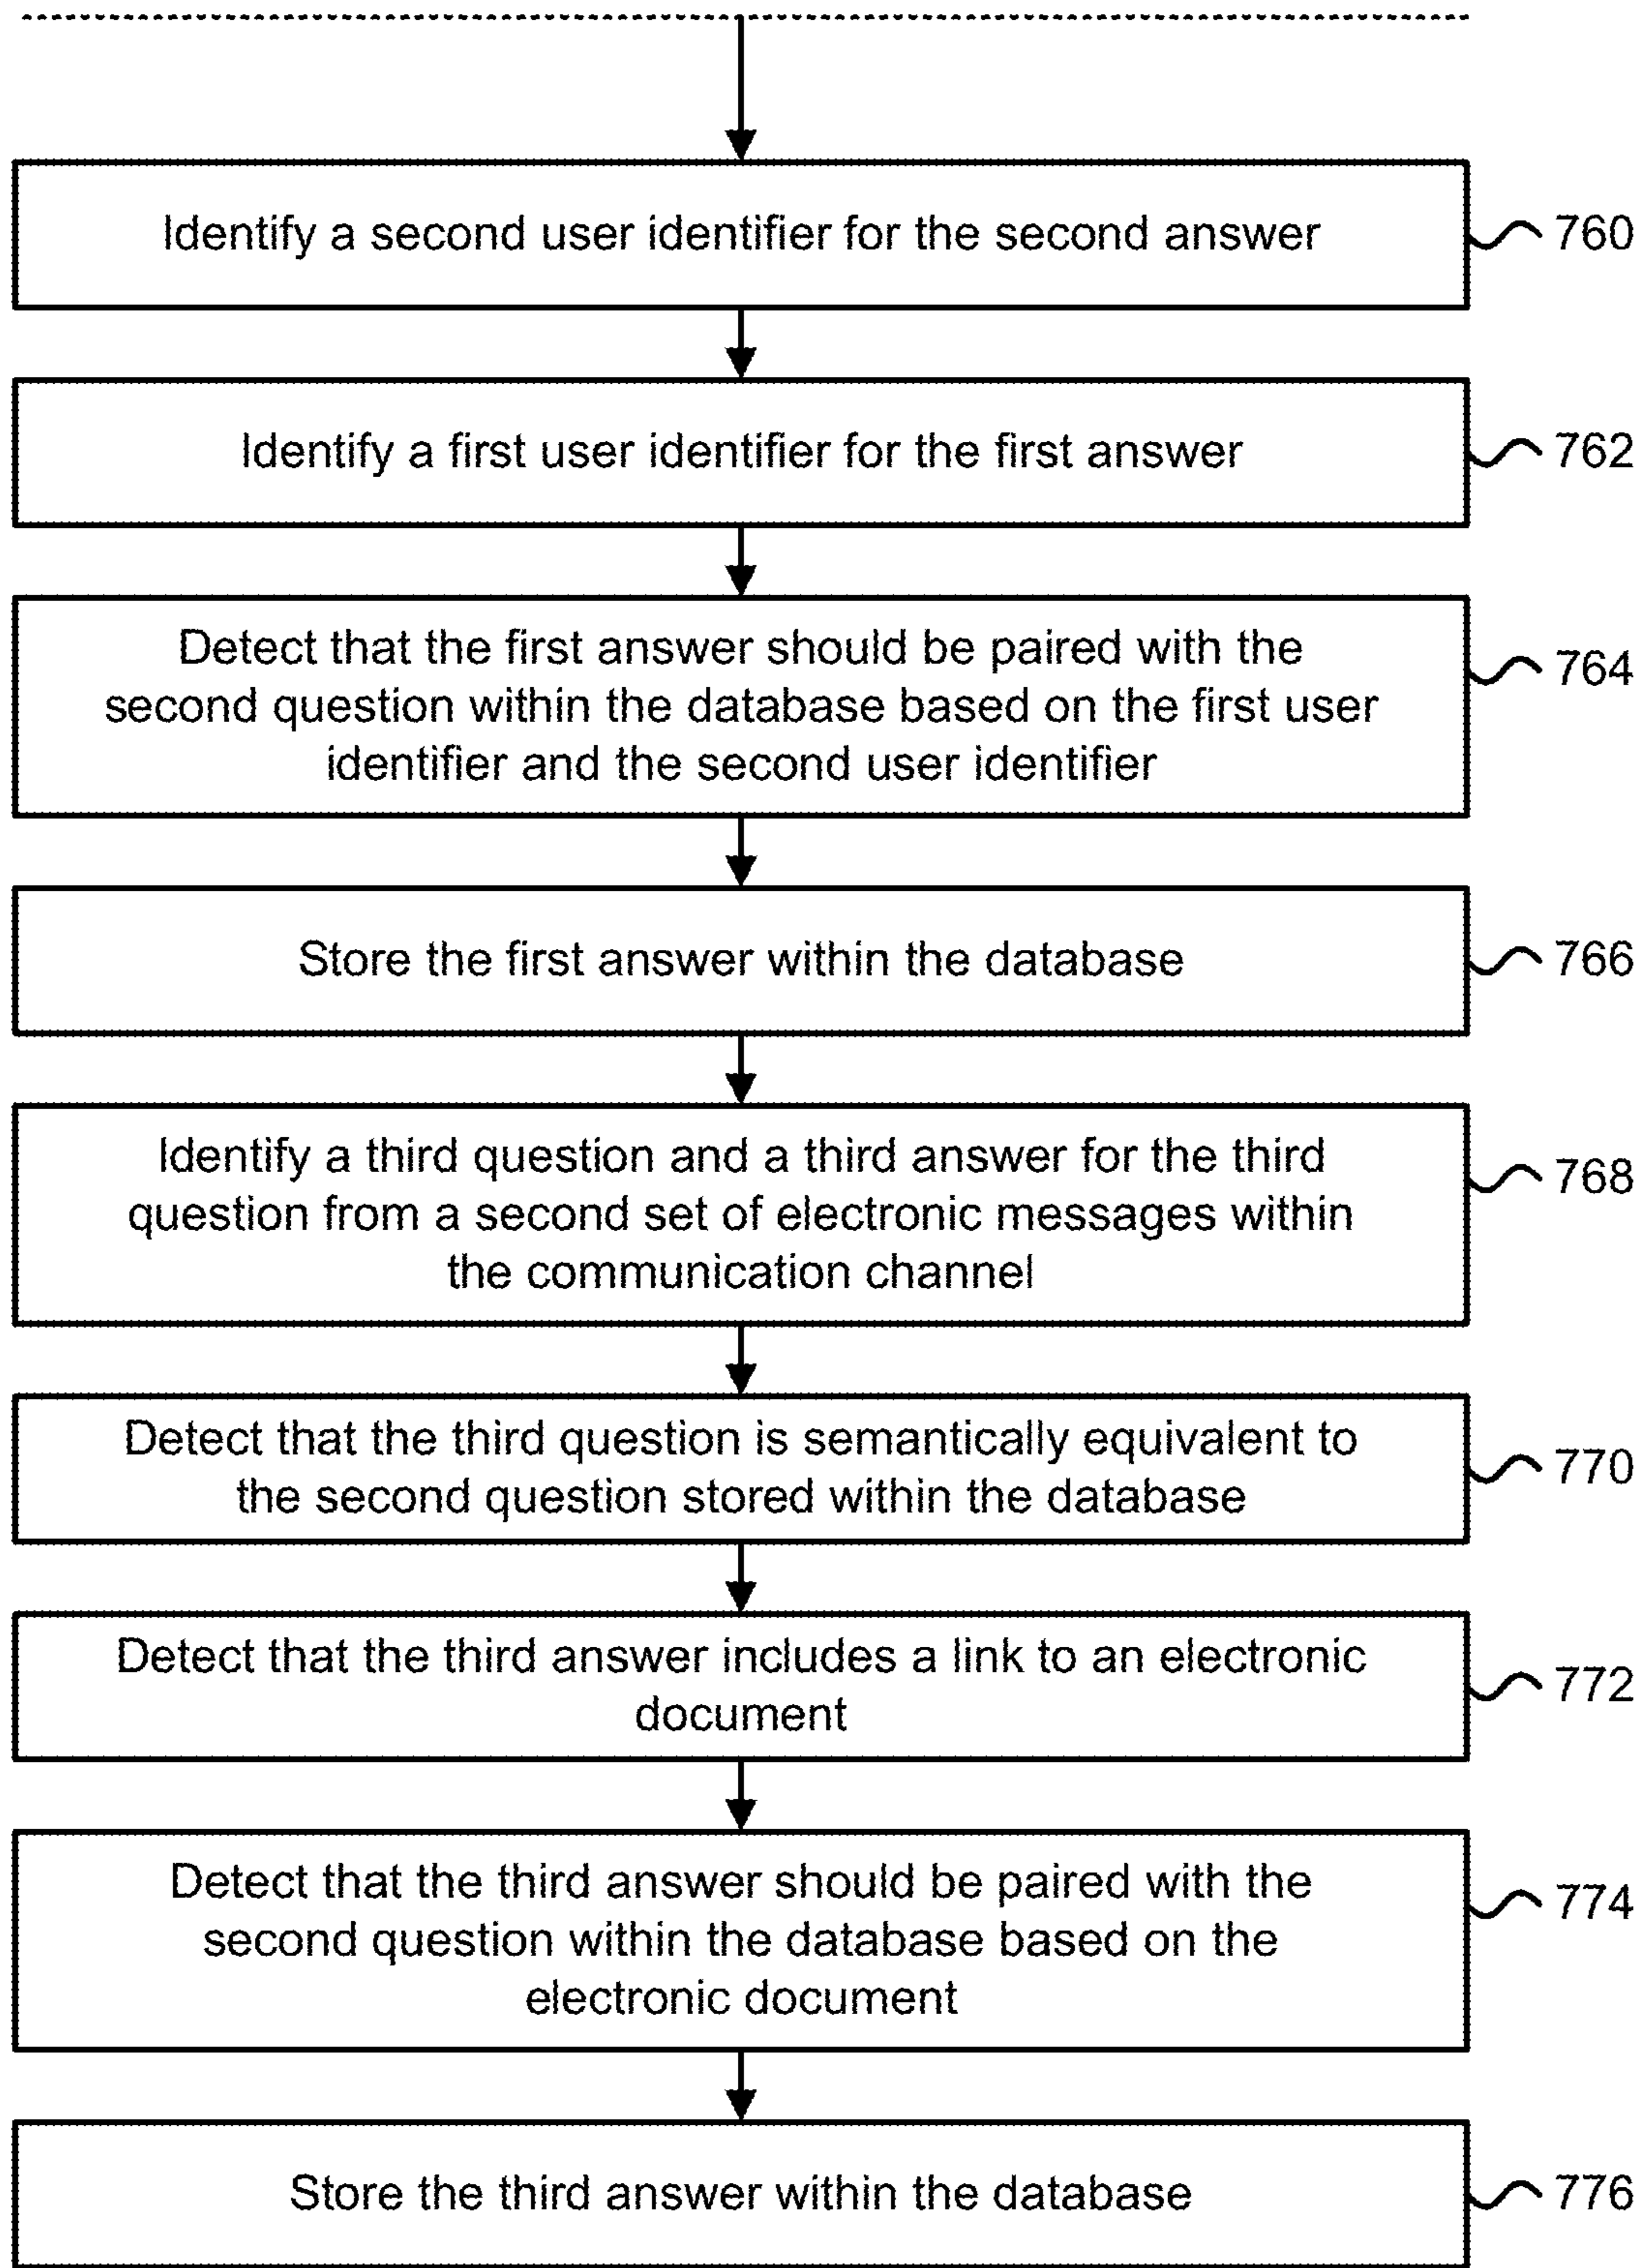 Identify a second user identifier for the second answer
760
Identify a first user identifier for the first answer
762
Detect that the first answer should be paired with the
second question within the database based on the first user
identifier and the second user identifier
764
Store the first answer within the database
766
Identify a third question and a third answer for the third
question from a second set of electronic messages within
the communication channel
768
Detect that the third question is semantically equivalent to
the second question stored within the database
770
Detect that the third answer includes a link to an electronic
document
772
Detect that the third answer should be paired with the
second question within the database based on the
electronic document
774
Store the third answer within the database
776